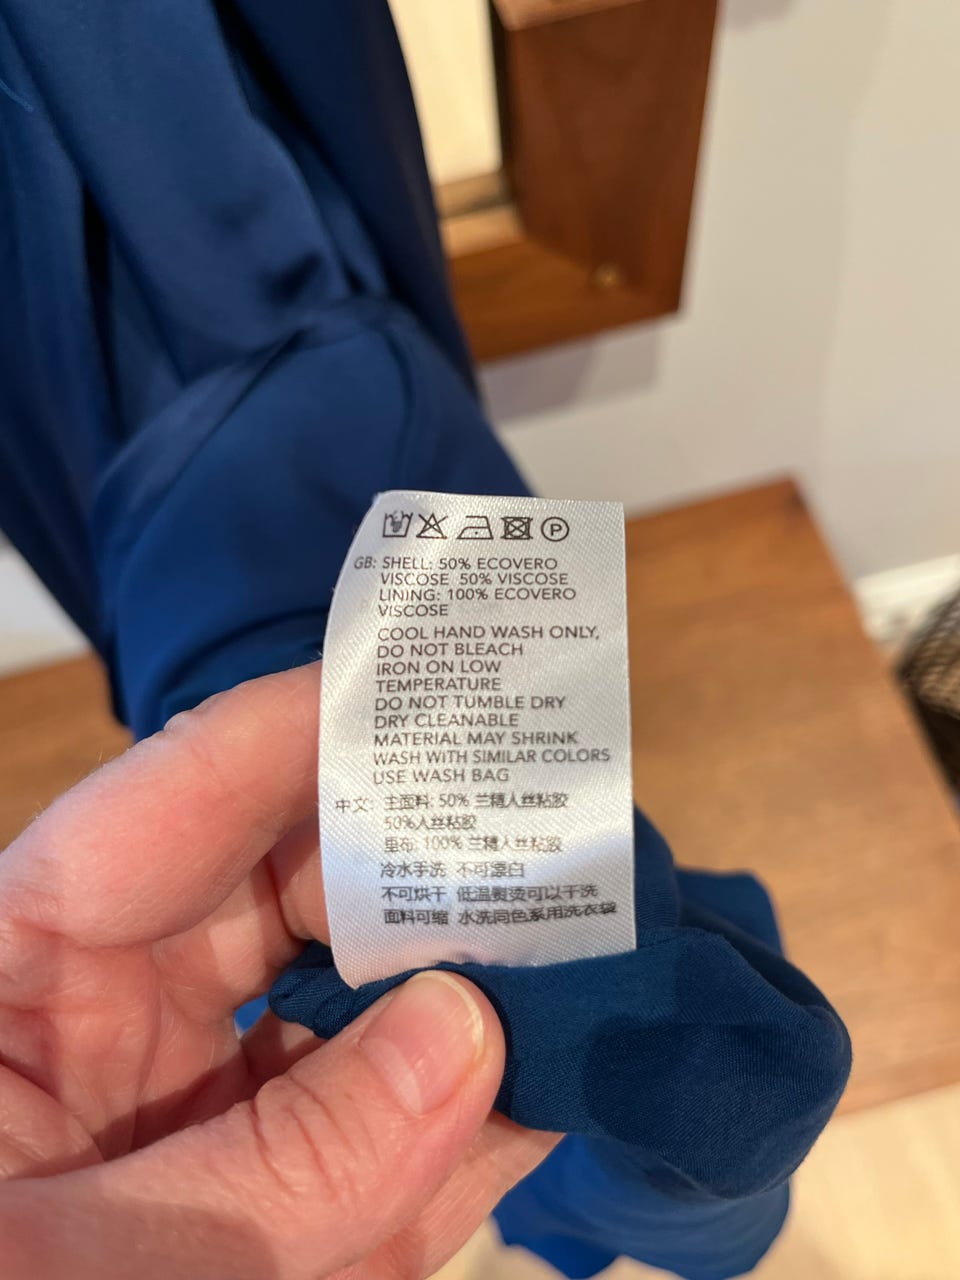 P
GB: SHELL: 50% ECOVERO
VISCOSE 50% VISCOSE
LINING: 100% ECOVERO
VISCOSE
COOL HAND WASH ONLY,
DO NOT BLEACH
IRON ON LOW
TEMPERATURE
DO NOT TUMBLE DRY
DRY CLEANABLE
MATERIAL MAY SHRINK
WASH WITH SIMILAR COLORS
USE WASH BAG
中文: 主面料: 50% 兰精人丝粘胶
50%人丝粘胶
里布: 100% 兰精人丝粘胶
冷水手洗 不可漂白
不可烘干 低温熨烫可以干洗
面料可缩 水洗同色系用洗衣袋